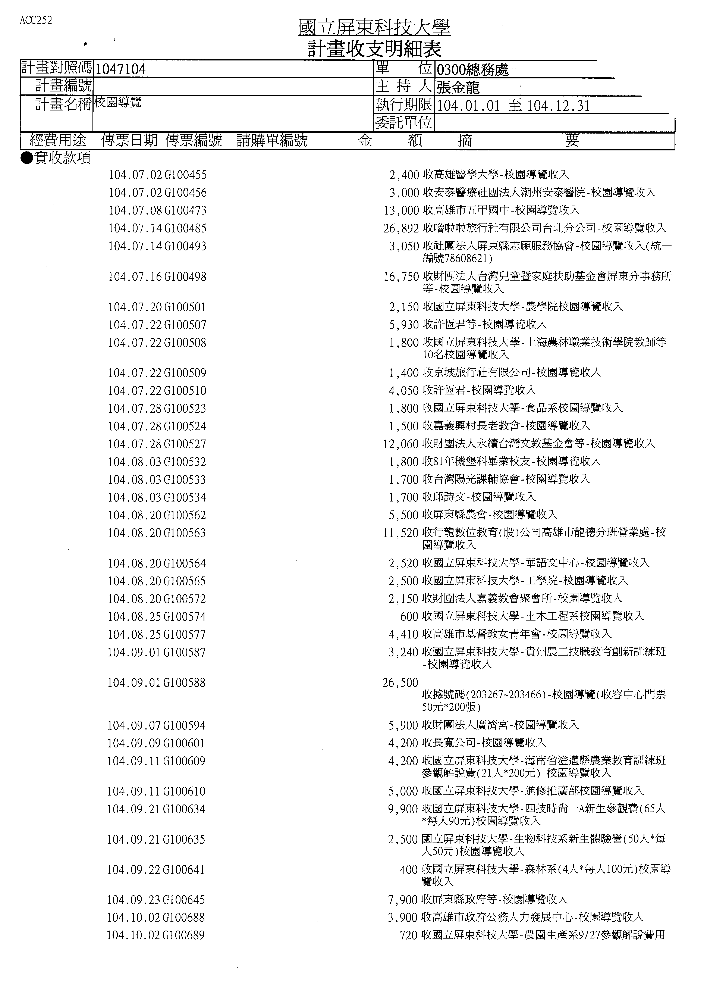 ACC252
國立屏東科技大學
計畫收支明細表
計畫對照碼 1047104 單位 0300總務處
計畫編號 主持人 張金龍
計畫名稱 校園導覽 執行期限 104.01.01 至 104.12.31
委託單位
經費用途 傳票日期 傳票編號 請購單編號 金額 摘要
●實收款項
104.07.02 G100455 2,400 收高雄醫學大學-校園導覽收入
104.07.02 G100456 3,000 收安泰醫療社團法人潮州安泰醫院-校園導覽收入
104.07.08 G100473 13,000 收高雄市五甲國中-校園導覽收入
104.07.14 G100485 26,892 收嚕啦啦旅行社有限公司台北分公司-校園導覽收入
104.07.14 G100493 3,050 收社團法人屏東縣志願服務協會-校園導覽收入(統一
編號78608621)
104.07.16 G100498 16,750 收財團法人台灣兒童暨家庭扶助基金會屏東分事務所
等-校園導覽收入
104.07.20 G100501 2,150 收國立屏東科技大學-農學院校園導覽收入
104.07.22 G100507 5,930 收許恆君等-校園導覽收入
104.07.22 G100508 1,800 收國立屏東科技大學-上海農林職業技術學院教師等
10名校園導覽收入
104.07.22 G100509 1,400 收京城旅行社有限公司-校園導覽收入
104.07.22 G100510 4,050 收許恆君-校園導覽收入
104.07.28 G100523 1,800 收國立屏東科技大學-食品系校園導覽收入
104.07.28 G100524 1,500 收嘉義興村長老教會-校園導覽收入
104.07.28 G100527 12,060 收財團法人永續台灣文教基金會等-校園導覽收入
104.08.03 G100532 1,800 收81年機墾科畢業校友-校園導覽收入
104.08.03 G100533 1,700 收台灣陽光課輔協會-校園導覽收入
104.08.03 G100534 1,700 收邱詩文-校園導覽收入
104.08.20 G100562 5,500 收屏東縣農會-校園導覽收入
104.08.20 G100563 11,520 收行龍數位教育(股)公司高雄市龍德分班營業處-校
園導覽收入
104.08.20 G100564 2,520 收國立屏東科技大學-華語文中心-校園導覽收入
104.08.20 G100565 2,500 收國立屏東科技大學-工學院-校園導覽收入
104.08.20 G100572 2,150 收財團法人嘉義教會聚會所-校園導覽收入
104.08.25 G100574 600 收國立屏東科技大學-土木工程系校園導覽收入
104.08.25 G100577 4,410 收高雄市基督教女青年會-校園導覽收入
104.09.01 G100587 3,240 收國立屏東科技大學-貴州農工技職教育創新訓練班
-校園導覽收入
104.09.01 G100588 26,500
收據號碼(203267~203466)-校園導覽(收容中心門票
50元*200張)
104.09.07 G100594 5,900 收財團法人廣濟宮-校園導覽收入
104.09.09 G100601 4,200 收長寬公司-校園導覽收入
104.09.11 G100609 4,200 收國立屏東科技大學-海南省澄邁縣農業教育訓練班
參觀解說費(21人*200元) 校園導覽收入
104.09.11 G100610 5,000 收國立屏東科技大學-進修推廣部校園導覽收入
104.09.21 G100634 9,900 收國立屏東科技大學-四技時尚一A新生參觀費(65人
*每人90元)校園導覽收入
104.09.21 G100635 2,500 國立屏東科技大學-生物科技系新生體驗營(50人*每
人50元)校園導覽收入
104.09.22 G100641 400 收國立屏東科技大學-森林系(4人*每人100元)校園導
覽收入
104.09.23 G100645 7,900 收屏東縣政府等-校園導覽收入
104.10.02 G100688 3,900 收高雄市政府公務人力發展中心-校園導覽收入
104.10.02 G100689 720 收國立屏東科技大學-農園生產系9/27參觀解說費用